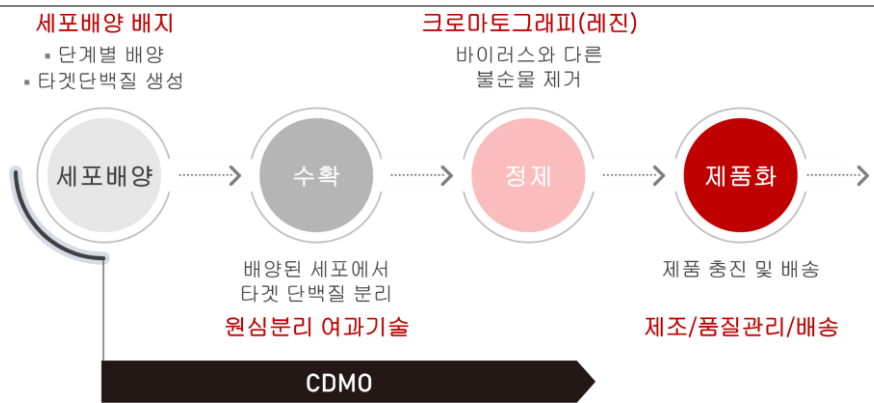 세포배양 배지
▪ 단계별 배양
▪ 타겟단백질 생성
크로마토그래피(레진)
바이러스와 다른
불순물 제거
세포배양
수확
정제
제품화
배양된 세포에서
타겟 단백질 분리
원심분리 여과기술
제품 충진 및 배송
제조/품질관리/배송
CDMO